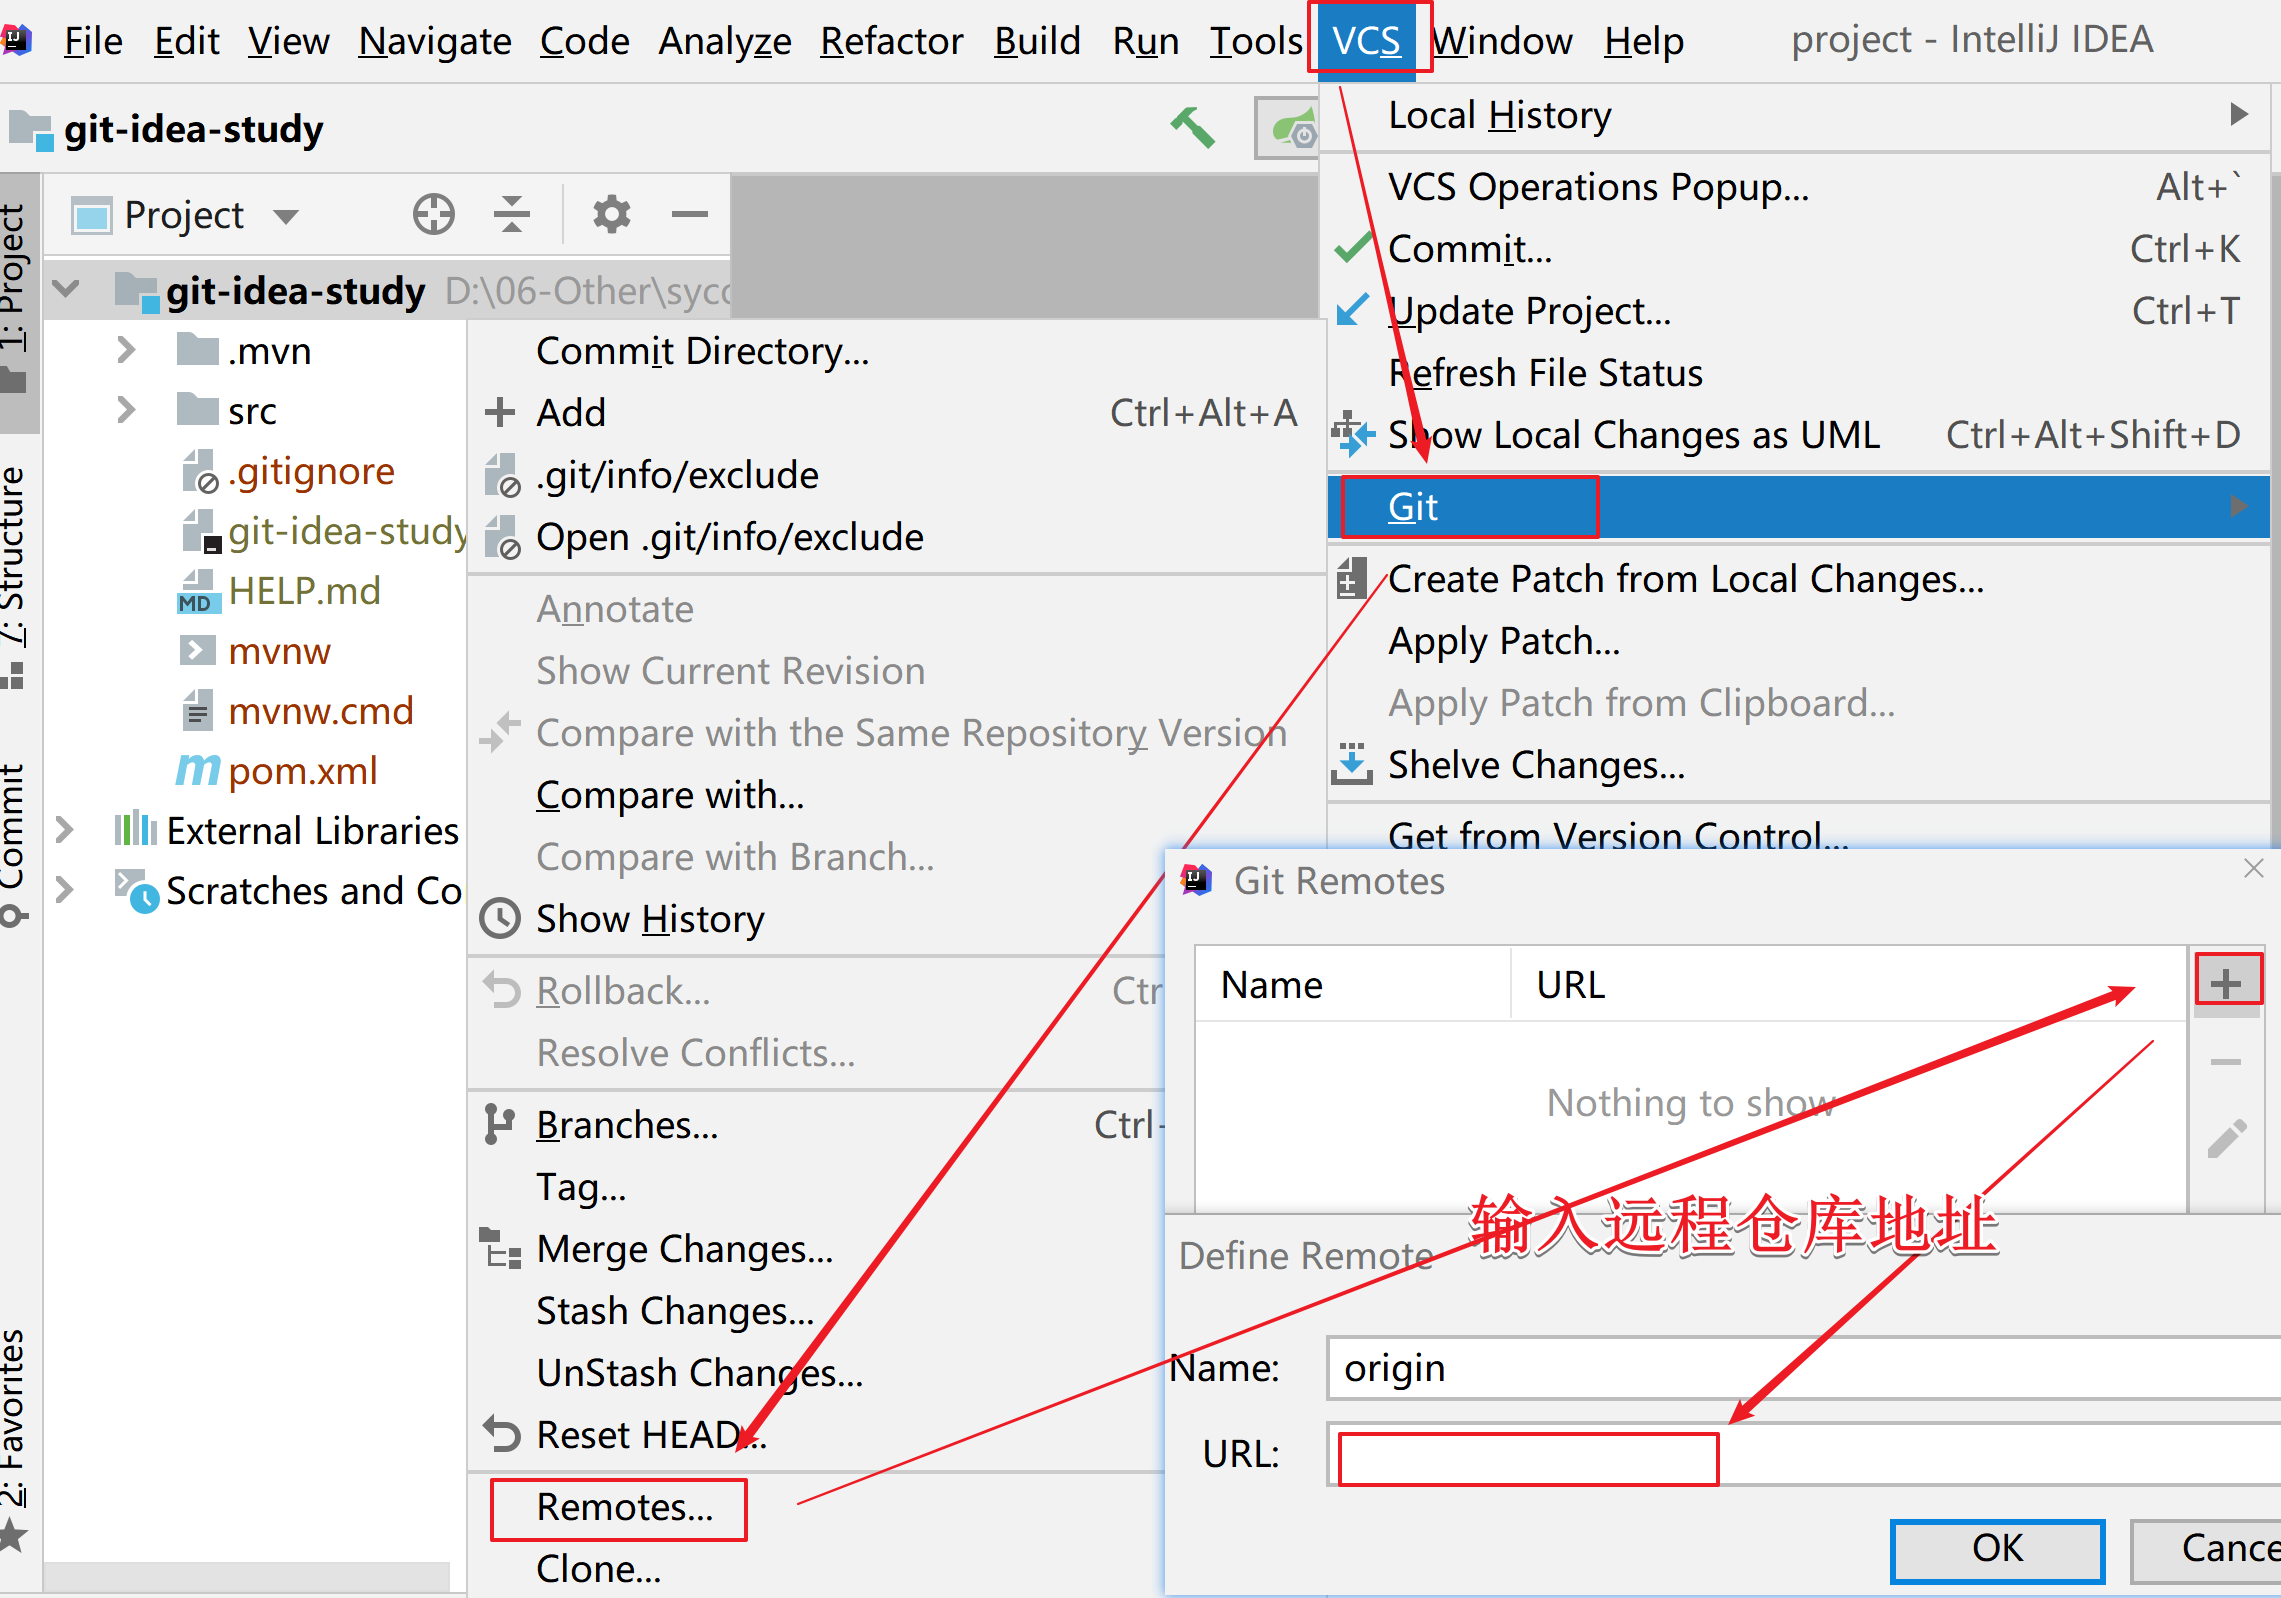 File Edit View Navigate Code Analyze Refactor Build Run Tools VCS Window Help project - IntelliJ IDEA
git-idea-study
Project
git-idea-study D:\06-Other\syco
.mvn
src
.gitignore
git-idea-study
HELP.md
mvnw
mvnw.cmd
pom.xml
External Libraries
Scratches and Co
1: Project
7: Structure
Commit
2: Favorites
Commit Directory...
Add Ctrl+Alt+A
.git/info/exclude
Open .git/info/exclude
Annotate
Show Current Revision
Compare with the Same Repository Version
Compare with...
Compare with Branch...
Show History
Rollback... Ctr
Resolve Conflicts...
Branches... Ctrl+
Tag...
Merge Changes...
Stash Changes...
UnStash Changes...
Reset HEAD...
Remotes...
Clone...
Local History
VCS Operations Popup... Alt+`
Commit... Ctrl+K
Update Project... Ctrl+T
Refresh File Status
Show Local Changes as UML Ctrl+Alt+Shift+D
Git
Create Patch from Local Changes...
Apply Patch...
Apply Patch from Clipboard...
Shelve Changes...
Get from Version Control...
Git Remotes
Name URL
Nothing to show
输入远程仓库地址
Define Remote
Name: origin
URL:
OK Cance